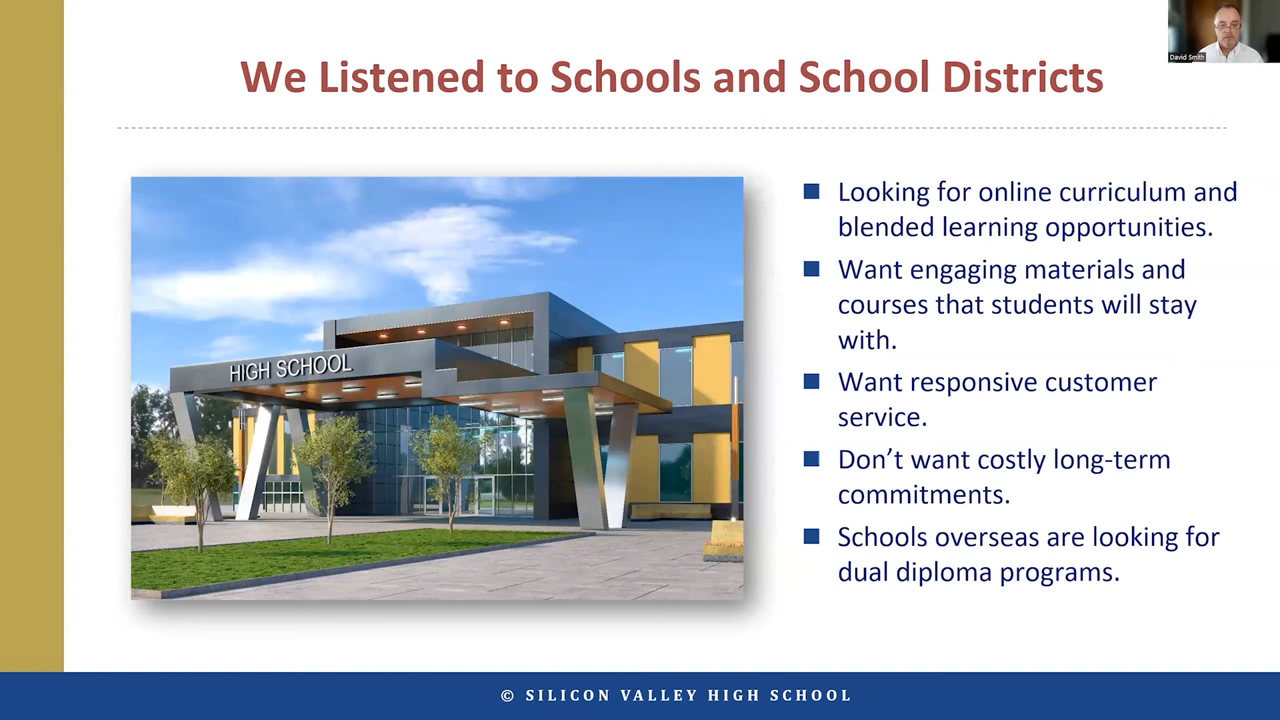 David Smith
We Listened to Schools and School Districts
HIGH SCHOOL
Looking for online curriculum and
blended learning opportunities.
Want engaging materials and
courses that students will stay
with.
Want responsive customer
service.
Don’t want costly long-term
commitments.
Schools overseas are looking for
dual diploma programs.
© SILICON VALLEY HIGH SCHOOL